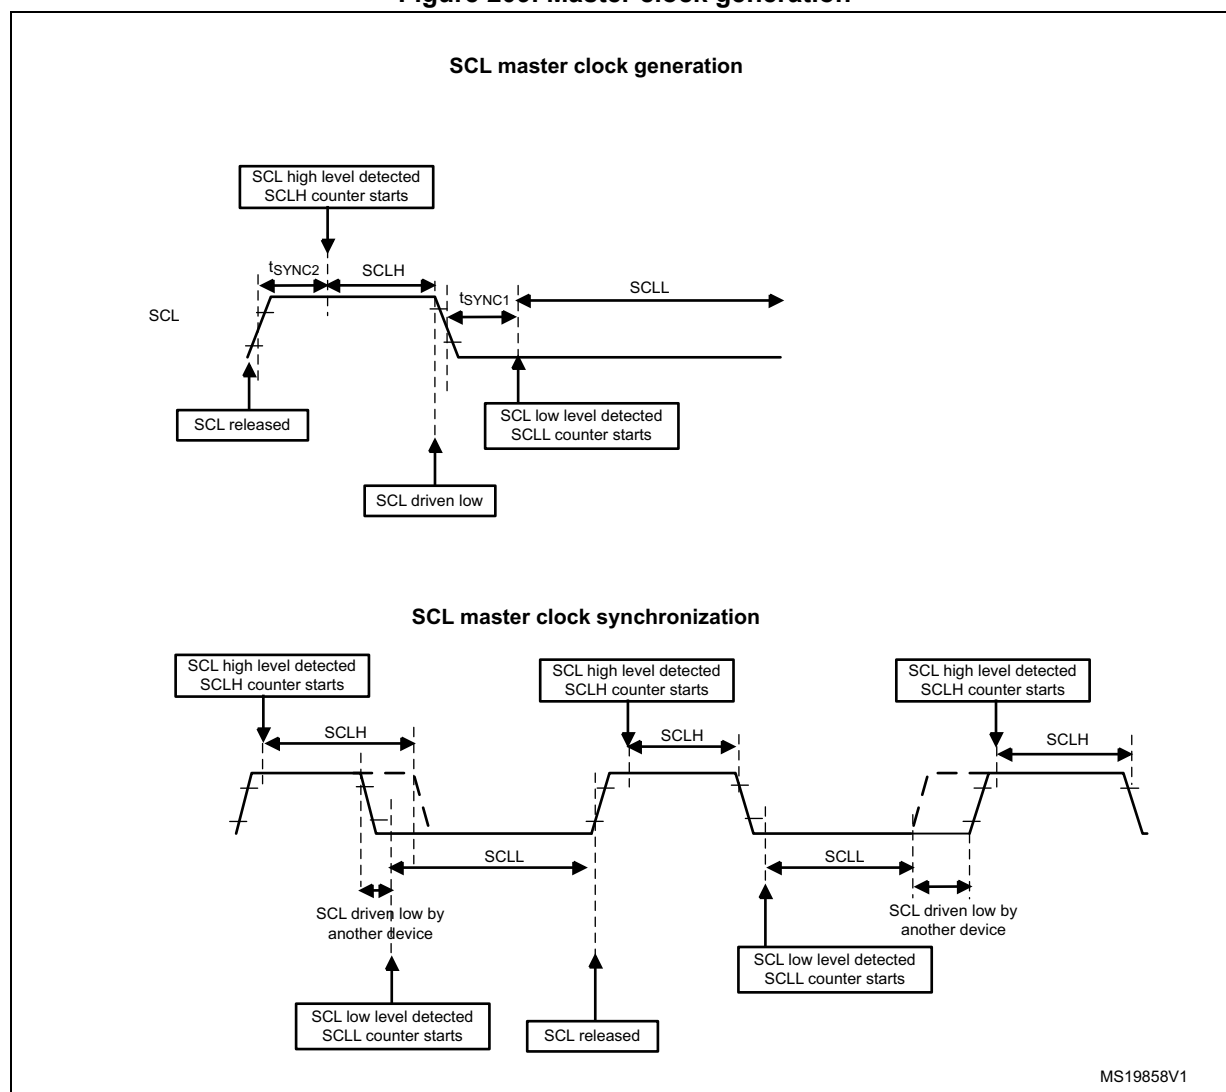 SCL master clock generation
SCL high level detected
SCLH counter starts
tSYNC2
SCLH
SCLL
tSYNC1
SCL
SCL released
SCL low level detected
SCLL counter starts
SCL driven low
SCL master clock synchronization
SCL high level detected
SCLH counter starts
SCL high level detected
SCLH counter starts
SCL high level detected
SCLH counter starts
SCLH
SCLH
SCLH
SCLL
SCLL
SCL driven low by
another device
SCL driven low by
another device
SCL low level detected
SCLL counter starts
SCL low level detected
SCLL counter starts
SCL released
MS19858V1